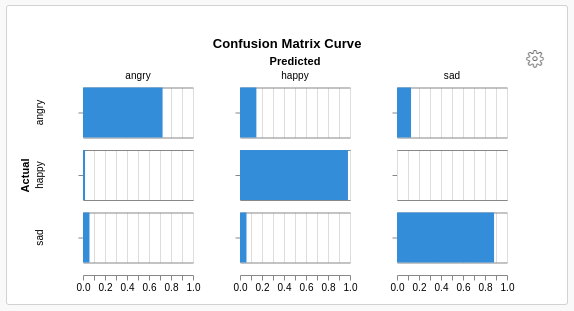 Confusion Matrix Curve
Predicted
angry happy sad
Actual
angry
happy
sad
0.0 0.2 0.4 0.6 0.8 1.0 0.0 0.2 0.4 0.6 0.8 1.0 0.0 0.2 0.4 0.6 0.8 1.0